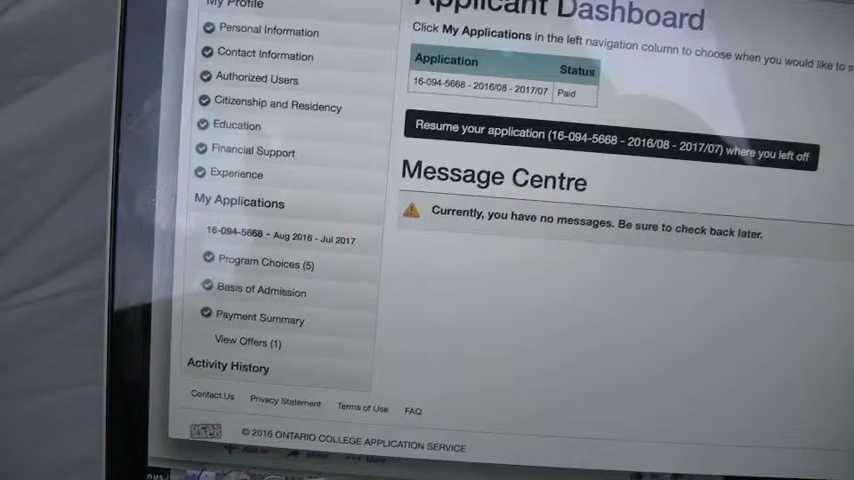 My Profile
Applicant Dashboard
Personal Information
Click My Applications in the left navigation column to choose when you would like to
Contact Information
Application Status
Authorized Users
16-094-5668 - 2016/08 - 2017/07 Paid
Citizenship and Residency
Education
Resume your application (16-094-5668 - 2016/08 - 2017/07) where you left off
Financial Support
Experience
Message Centre
My Applications
Currently, you have no messages. Be sure to check back later.
16-094-5668 - Aug 2016 - Jul 2017
Program Choices (5)
Basis of Admission
Payment Summary
View Offers (1)
Activity History
Contact Us Privacy Statement Terms of Use FAQ
© 2016 ONTARIO COLLEGE APPLICATION SERVICE